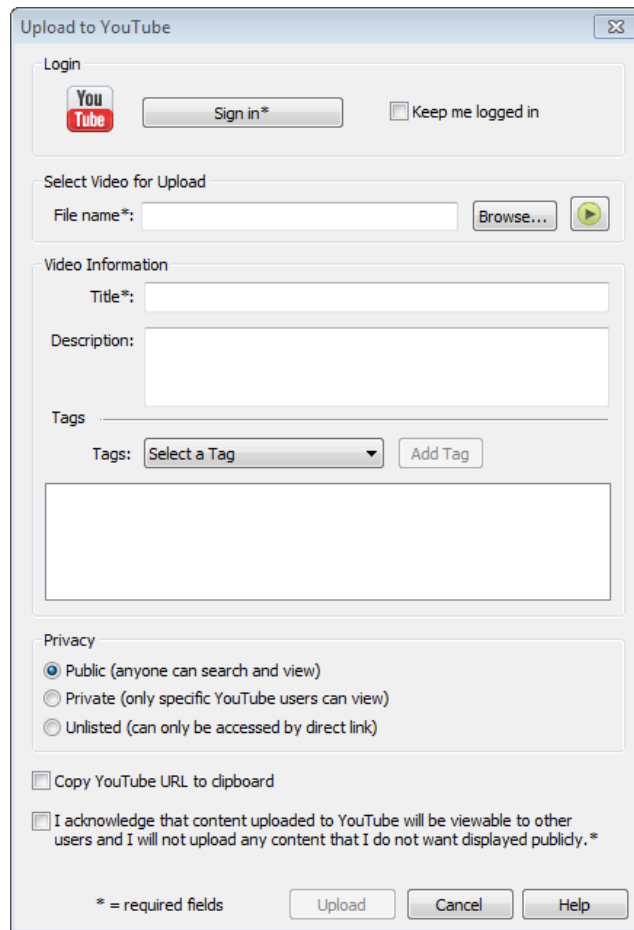 Upload to YouTube
Login
You
Tube
Sign in*
Keep me logged in
Select Video for Upload
File name*:
Browse...
Video Information
Title*:
Description:
Tags
Tags:
Select a Tag
Add Tag
Privacy
Public (anyone can search and view)
Private (only specific YouTube users can view)
Unlisted (can only be accessed by direct link)
Copy YouTube URL to clipboard
I acknowledge that content uploaded to YouTube will be viewable to other
users and I will not upload any content that I do not want displayed publicly.*
* = required fields
Upload
Cancel
Help